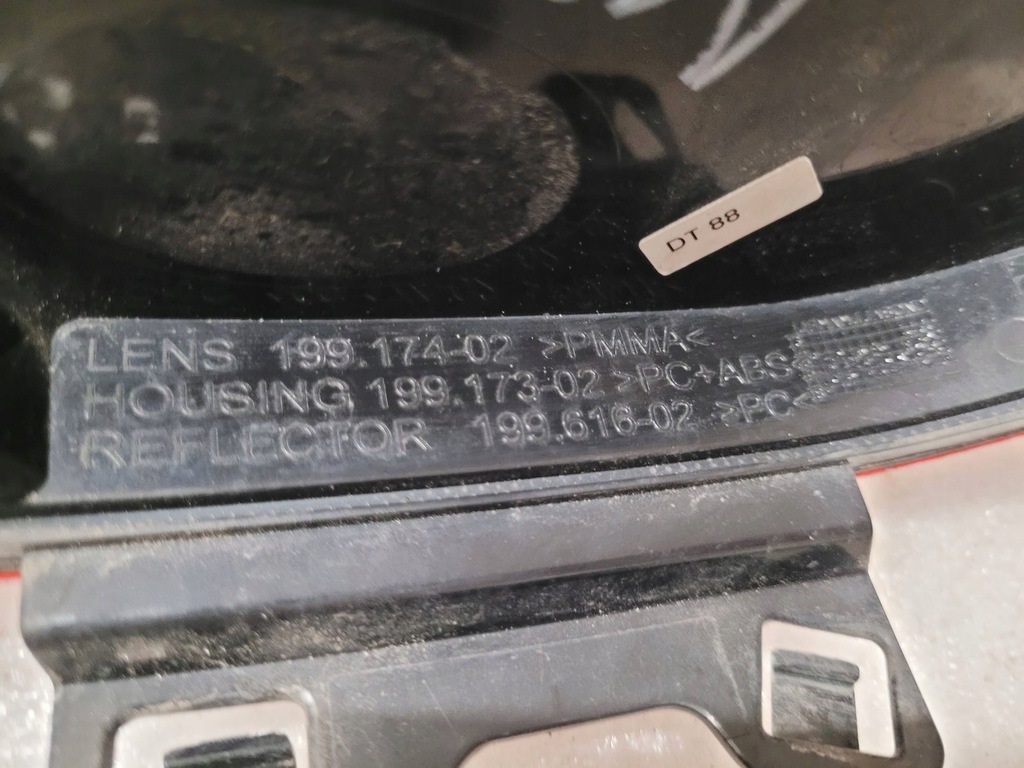 DT 88
LENS 199.174-02 >PMMA<
HOUSING 199.173-02 >PC+ABS<
REFLECTOR 199.616-02 >PC<